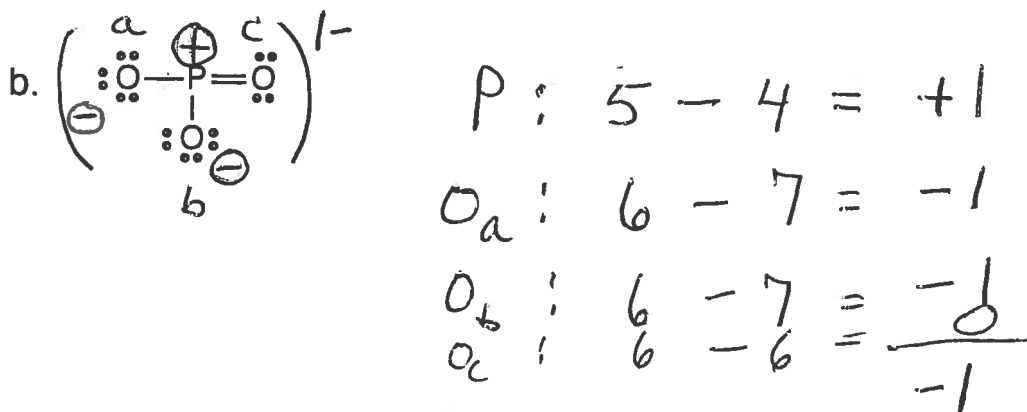 a c 1-
b. O P O
O
b
⊕ ⊖ ⊖
P : 5 - 4 = +1
Oa : 6 - 7 = -1
Ob : 6 - 7 = -1
Oc : 6 - 6 = 0
-1